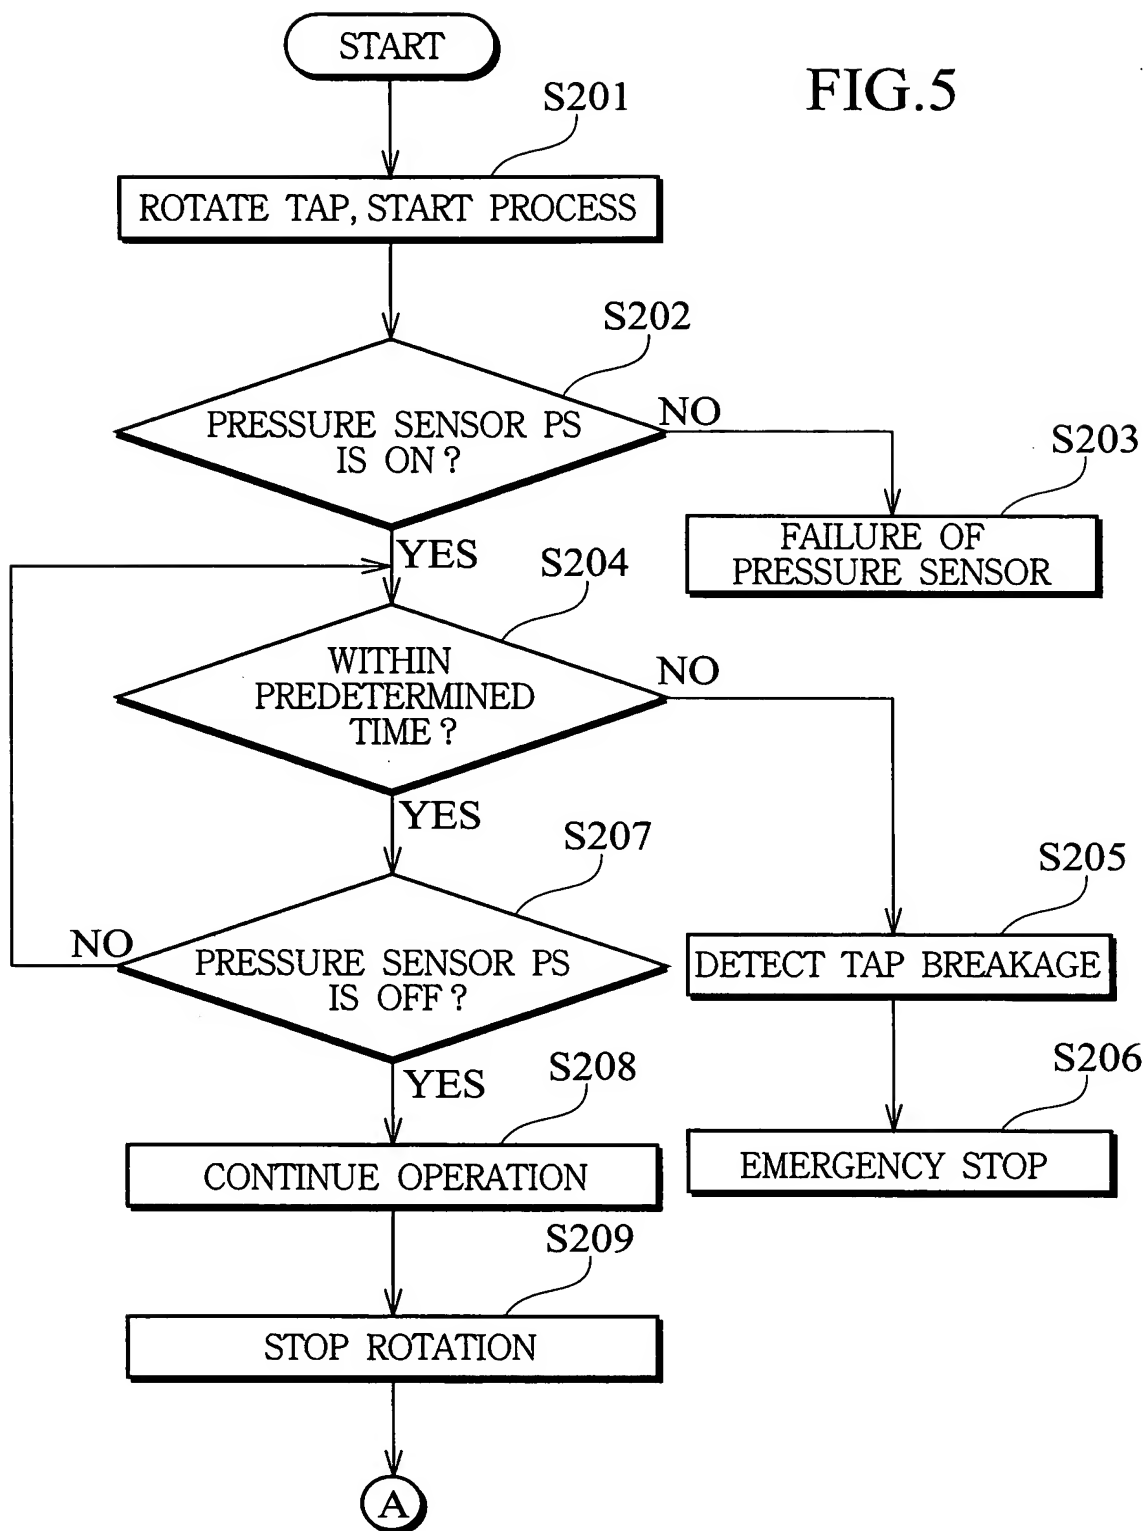 START
FIG.5
S201
ROTATE TAP, START PROCESS
S202
PRESSURE SENSOR PS
IS ON?
NO
S203
FAILURE OF
PRESSURE SENSOR
YES
S204
WITHIN
PREDETERMINED
TIME?
NO
YES
S207
PRESSURE SENSOR PS
IS OFF?
NO
S205
DETECT TAP BREAKAGE
YES
S208
CONTINUE OPERATION
S206
EMERGENCY STOP
S209
STOP ROTATION
A